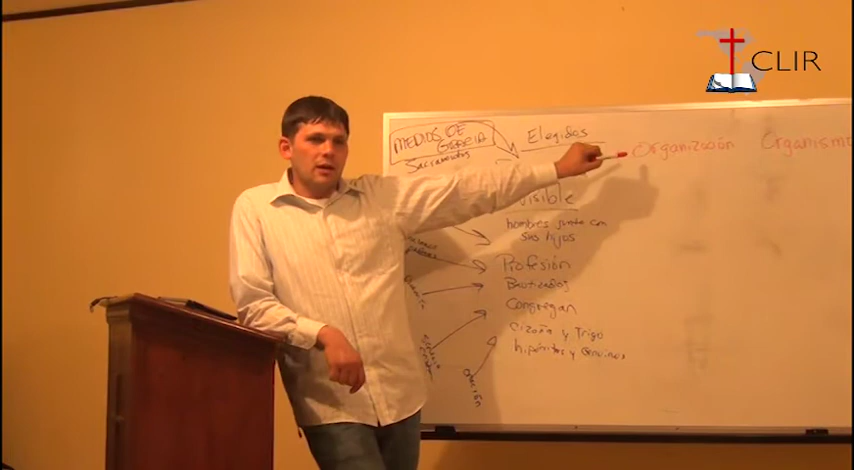 CLIR
MEDIOS DE
GRACIA
Sacramentos
Elegidos
Organización
Organismo
Visible
hombres junto con
sus hijos
Profesión
Bautizados
Congregan
Cizaña y Trigo
hipócritas y Genuinos
oración